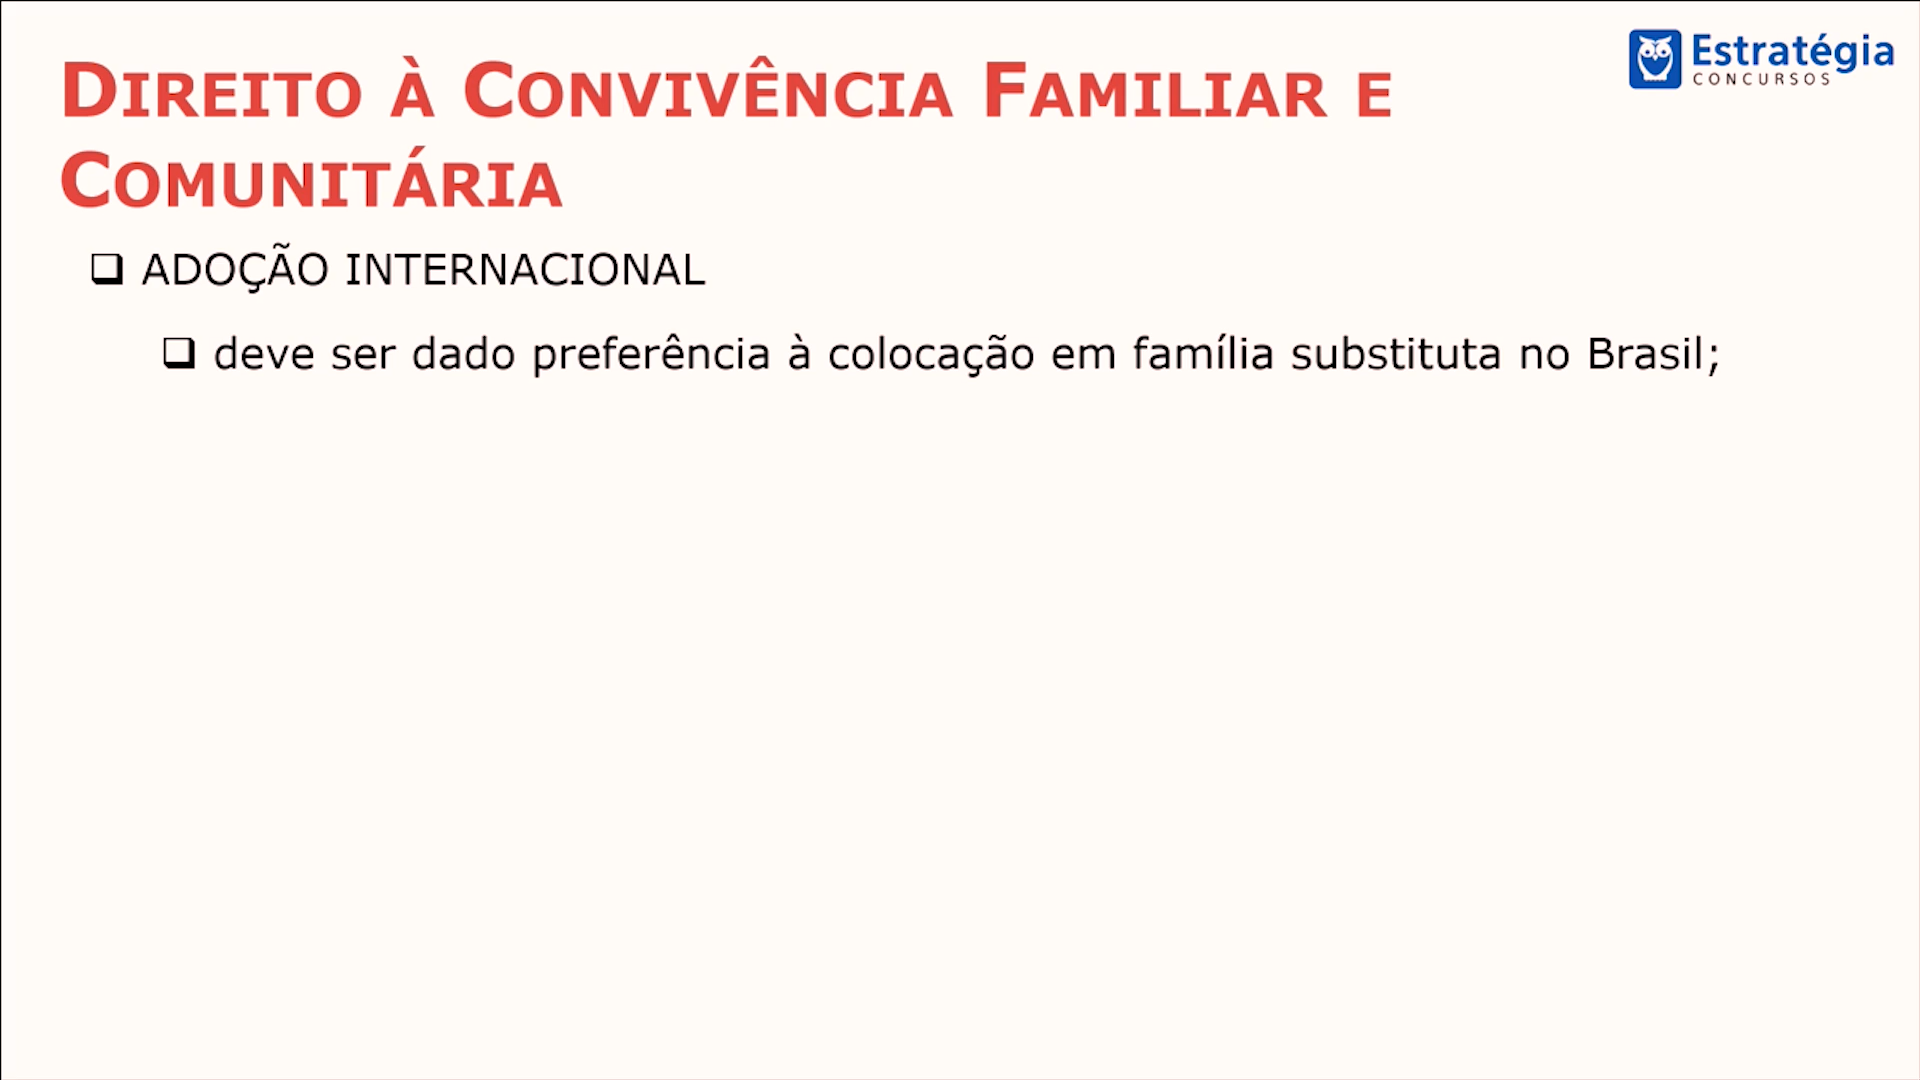 DIREITO À CONVIVÊNCIA FAMILIAR E
COMUNITÁRIA
Estratégia
CONCURSOS
ADOÇÃO INTERNACIONAL
deve ser dado preferência à colocação em família substituta no Brasil;